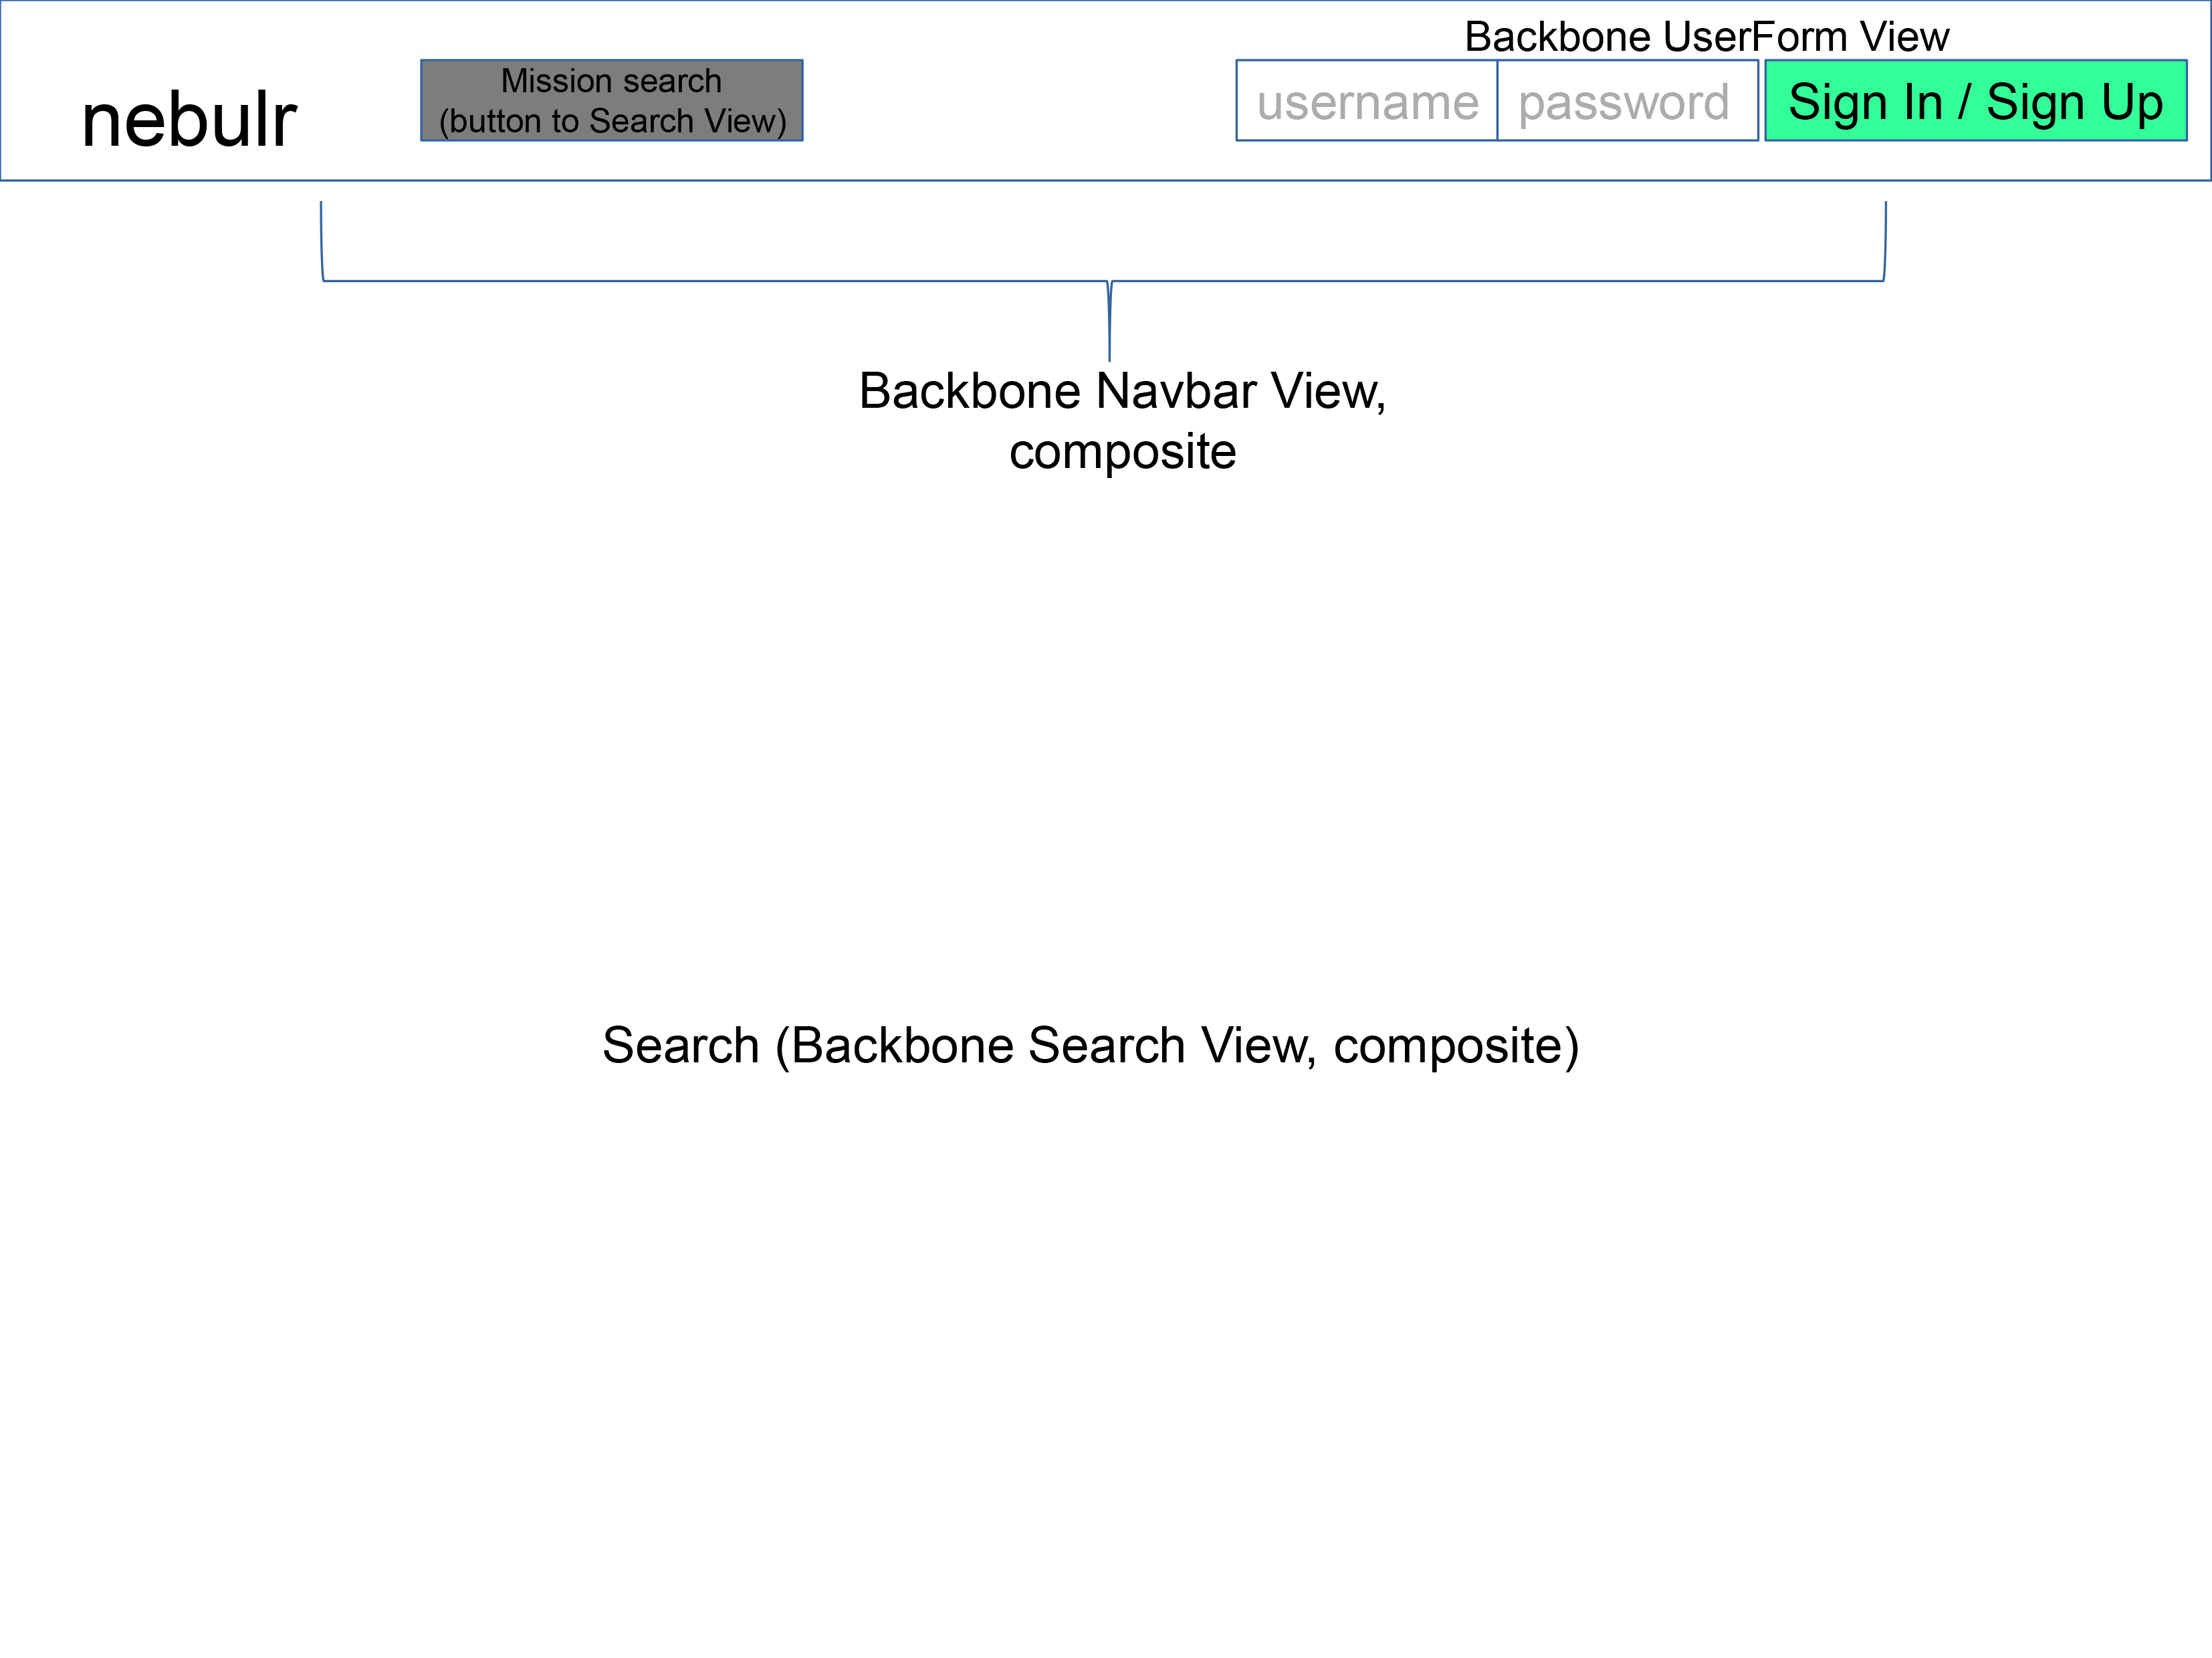 Backbone UserForm View
nebulr
Mission search
(button to Search View)
username
password
Sign In / Sign Up
Backbone Navbar View,
composite
Search (Backbone Search View, composite)